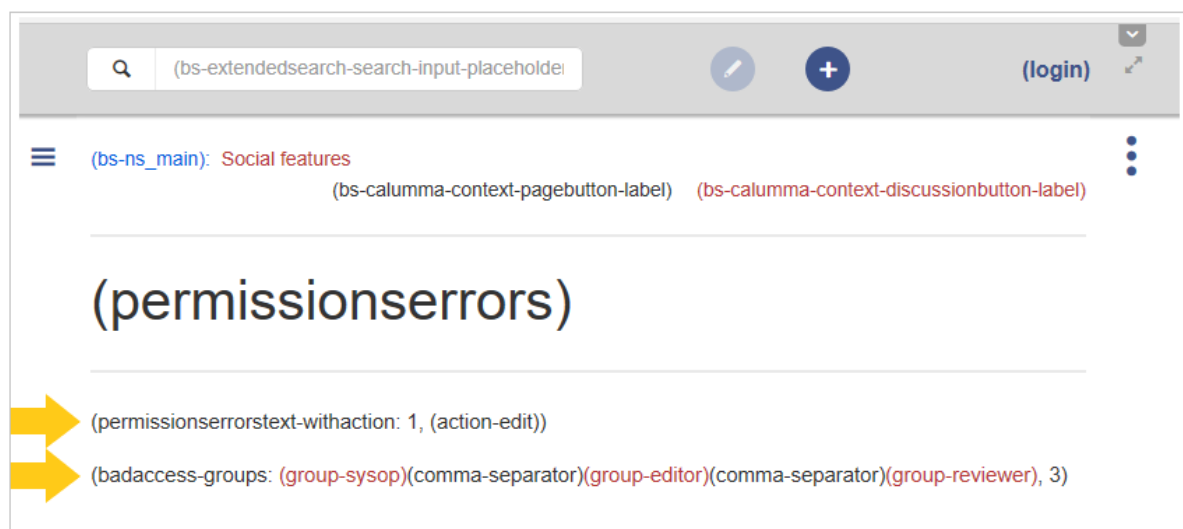 (bs-extendedsearch-search-input-placeholder
(login)
(bs-ns_main): Social features
(bs-calumma-context-pagebutton-label) (bs-calumma-context-discussionbutton-label)
(permissionserrors)
(permissionserrorstext-withaction: 1, (action-edit))
(badaccess-groups: (group-sysop)(comma-separator)(group-editor)(comma-separator)(group-reviewer), 3)